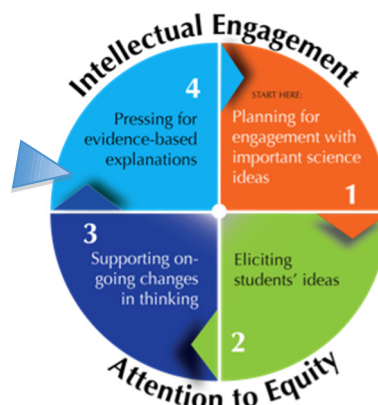 Intellectual Engagement
4
Pressing for
evidence-based
explanations
START HERE:
Planning for
engagement with
important science
ideas
1
3
Supporting on-
going changes
in thinking
Eliciting
students' ideas
2
Attention to Equity